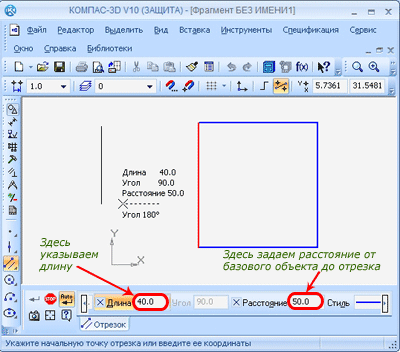 КОМПАС-3D V10 (ЗАЩИТА) - [Фрагмент БЕЗ ИМЕНИ1]
Файл Редактор Выделить Вид Вставка Инструменты Спецификация Сервис
Окно Справка Библиотеки
f(x)
1.0 0 5.7361 31.5481
Длина 40.0
Угол 90.0
Расстояние 50.0
Угол 180°
Y
X
Здесь указываем длину
Здесь задаем расстояние от базового объекта до отрезка
STOP Auto Длина 40.0 Угол 90.0 Расстояние 50.0 Стиль
Отрезок
Укажите начальную точку отрезка или введите ее координаты